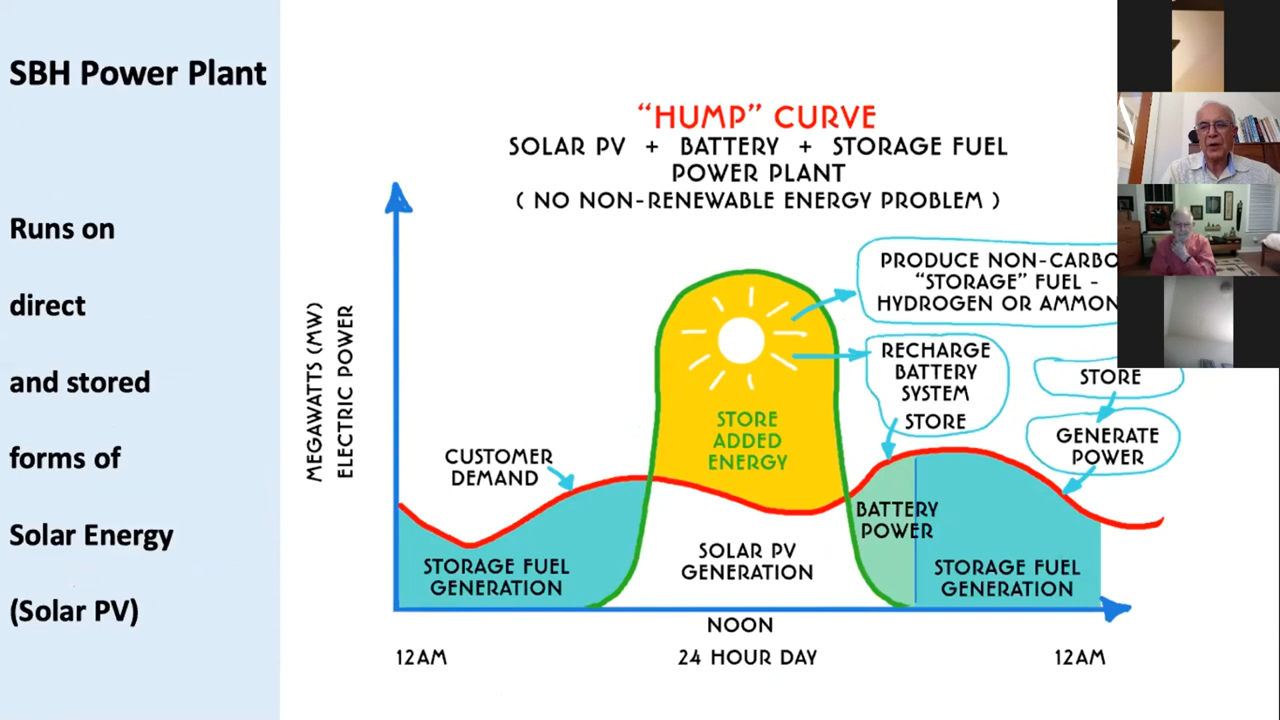 SBH Power Plant
Runs on
direct
and stored
forms of
Solar Energy
(Solar PV)
“HUMP” CURVE
SOLAR PV + BATTERY + STORAGE FUEL
POWER PLANT
( NO NON-RENEWABLE ENERGY PROBLEM )
MEGAWATTS (MW)
ELECTRIC POWER
PRODUCE NON-CARBO
“STORAGE” FUEL -
HYDROGEN OR AMMON
RECHARGE
BATTERY
SYSTEM
STORE
STORE
GENERATE
POWER
STORE
ADDED
ENERGY
CUSTOMER
DEMAND
BATTERY
POWER
STORAGE FUEL
GENERATION
SOLAR PV
GENERATION
STORAGE FUEL
GENERATION
NOON
12AM
24 HOUR DAY
12AM